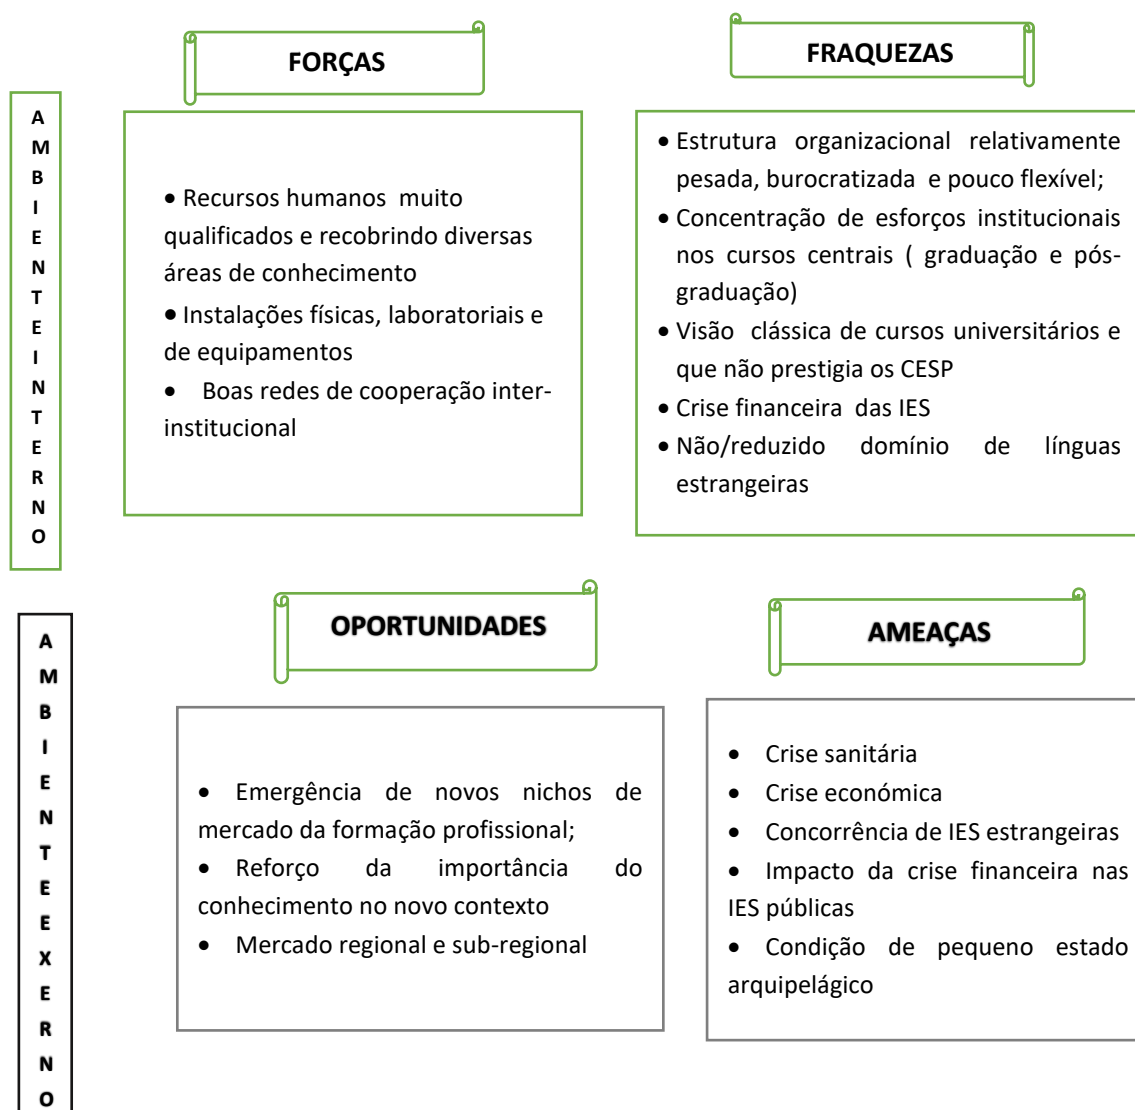 FORÇAS
FRAQUEZAS
AMBIENTEINTERNO
• Recursos humanos muito
qualificados e recobrindo diversas
áreas de conhecimento
• Instalações físicas, laboratoriais e
de equipamentos
• Boas redes de cooperação inter-
institucional
• Estrutura organizacional relativamente
pesada, burocratizada e pouco flexível;
• Concentração de esforços institucionais
nos cursos centrais ( graduação e pós-
graduação)
• Visão clássica de cursos universitários e
que não prestigia os CESP
• Crise financeira das IES
• Não/reduzido domínio de línguas
estrangeiras
OPORTUNIDADES
AMEAÇAS
AMBIENTEEXERNO
• Emergência de novos nichos de
mercado da formação profissional;
• Reforço da importância do
conhecimento no novo contexto
• Mercado regional e sub-regional
• Crise sanitária
• Crise económica
• Concorrência de IES estrangeiras
• Impacto da crise financeira nas
IES públicas
• Condição de pequeno estado
arquipelágico